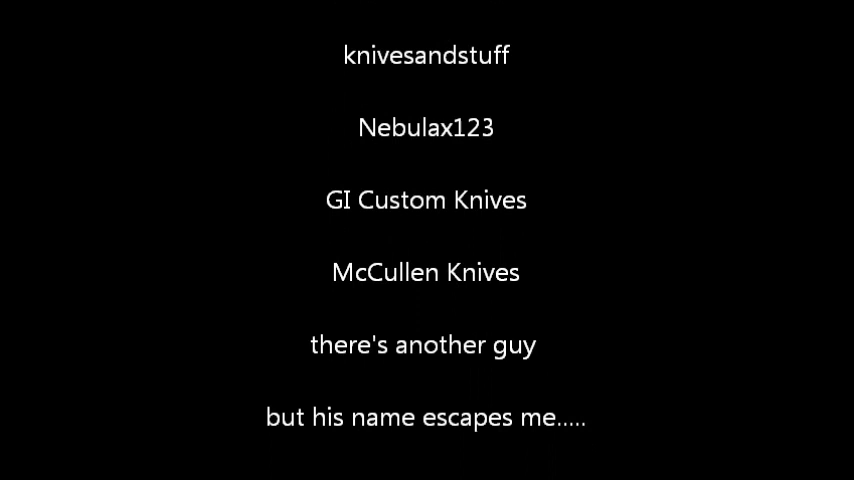 knivesandstuff
Nebulax123
GI Custom Knives
McCullen Knives
there's another guy
but his name escapes me.....